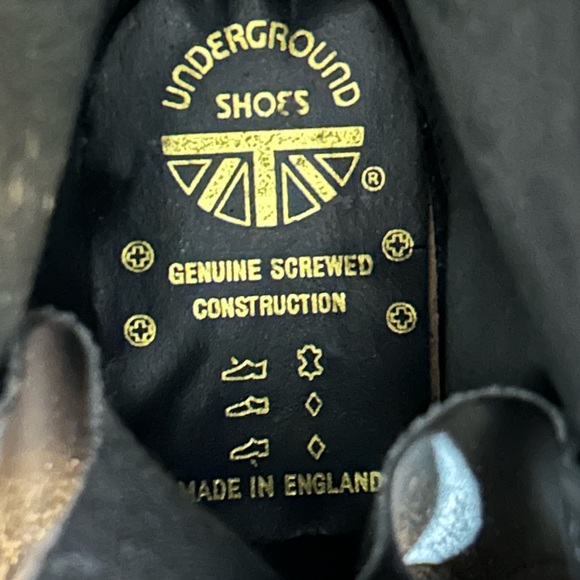 UNDERGROUND
SHOES
®
GENUINE SCREWED
CONSTRUCTION
MADE IN ENGLAND